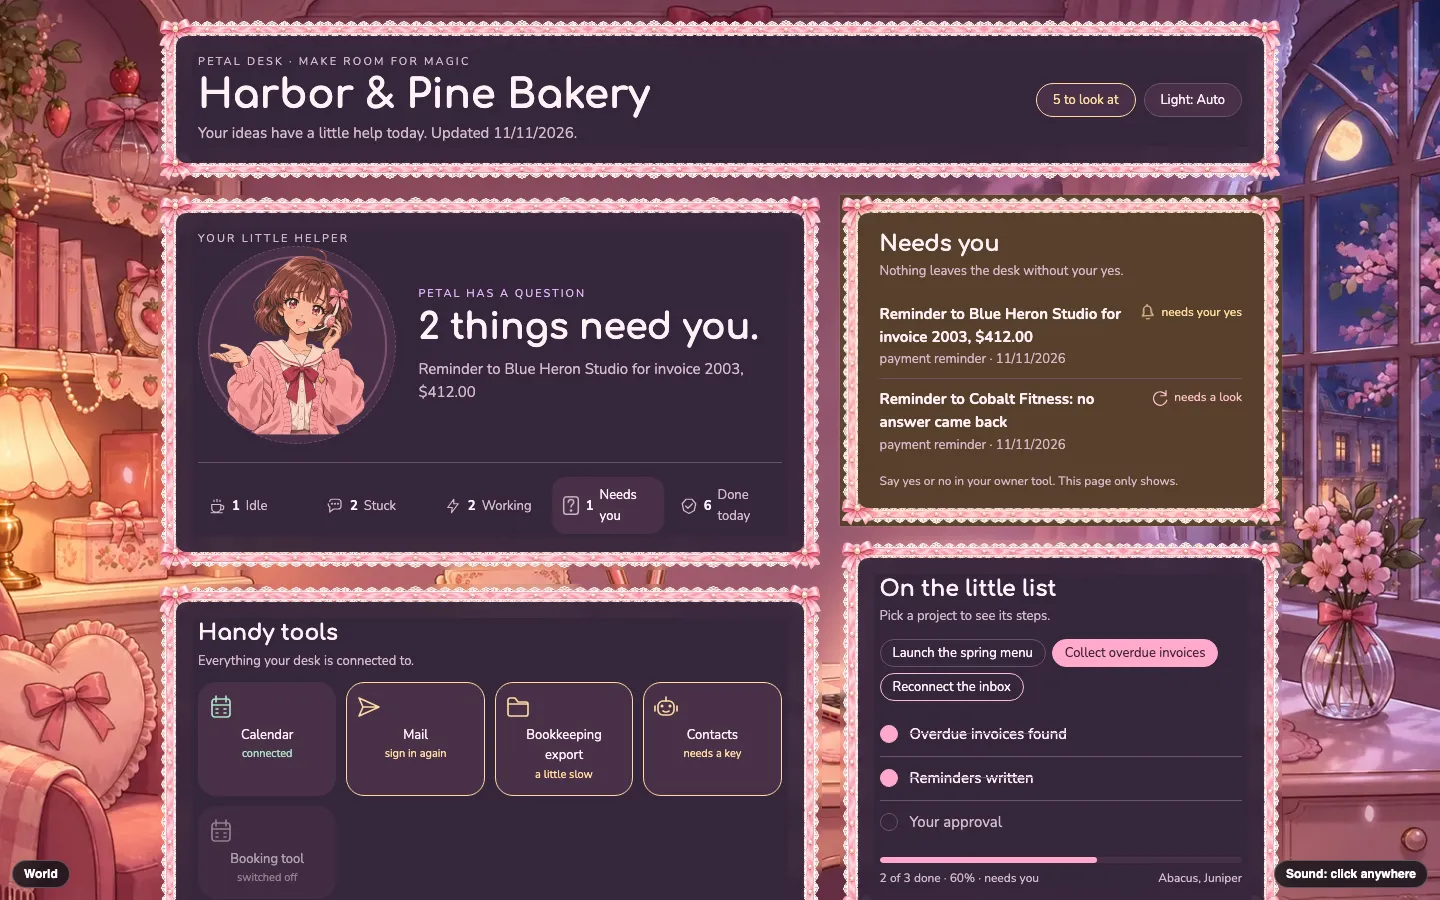 PETAL DESK · MAKE ROOM FOR MAGIC
Harbor & Pine Bakery
Your ideas have a little help today. Updated 11/11/2026.
5 to look at
Light: Auto
YOUR LITTLE HELPER
PETAL HAS A QUESTION
2 things need you.
Reminder to Blue Heron Studio for invoice 2003,
$412.00
1 Idle
2 Stuck
2 Working
1 Needs
you
6 Done
today
Needs you
Nothing leaves the desk without your yes.
Reminder to Blue Heron Studio for
invoice 2003, $412.00
needs your yes
payment reminder · 11/11/2026
Reminder to Cobalt Fitness: no
answer came back
needs a look
payment reminder · 11/11/2026
Say yes or no in your owner tool. This page only shows.
Handy tools
Everything your desk is connected to.
Calendar
connected
Mail
sign in again
Bookkeeping
export
a little slow
Contacts
needs a key
Booking tool
switched off
On the little list
Pick a project to see its steps.
Launch the spring menu
Collect overdue invoices
Reconnect the inbox
Overdue invoices found
Reminders written
Your approval
2 of 3 done · 60% · needs you
Abacus, Juniper
World
Sound: click anywhere